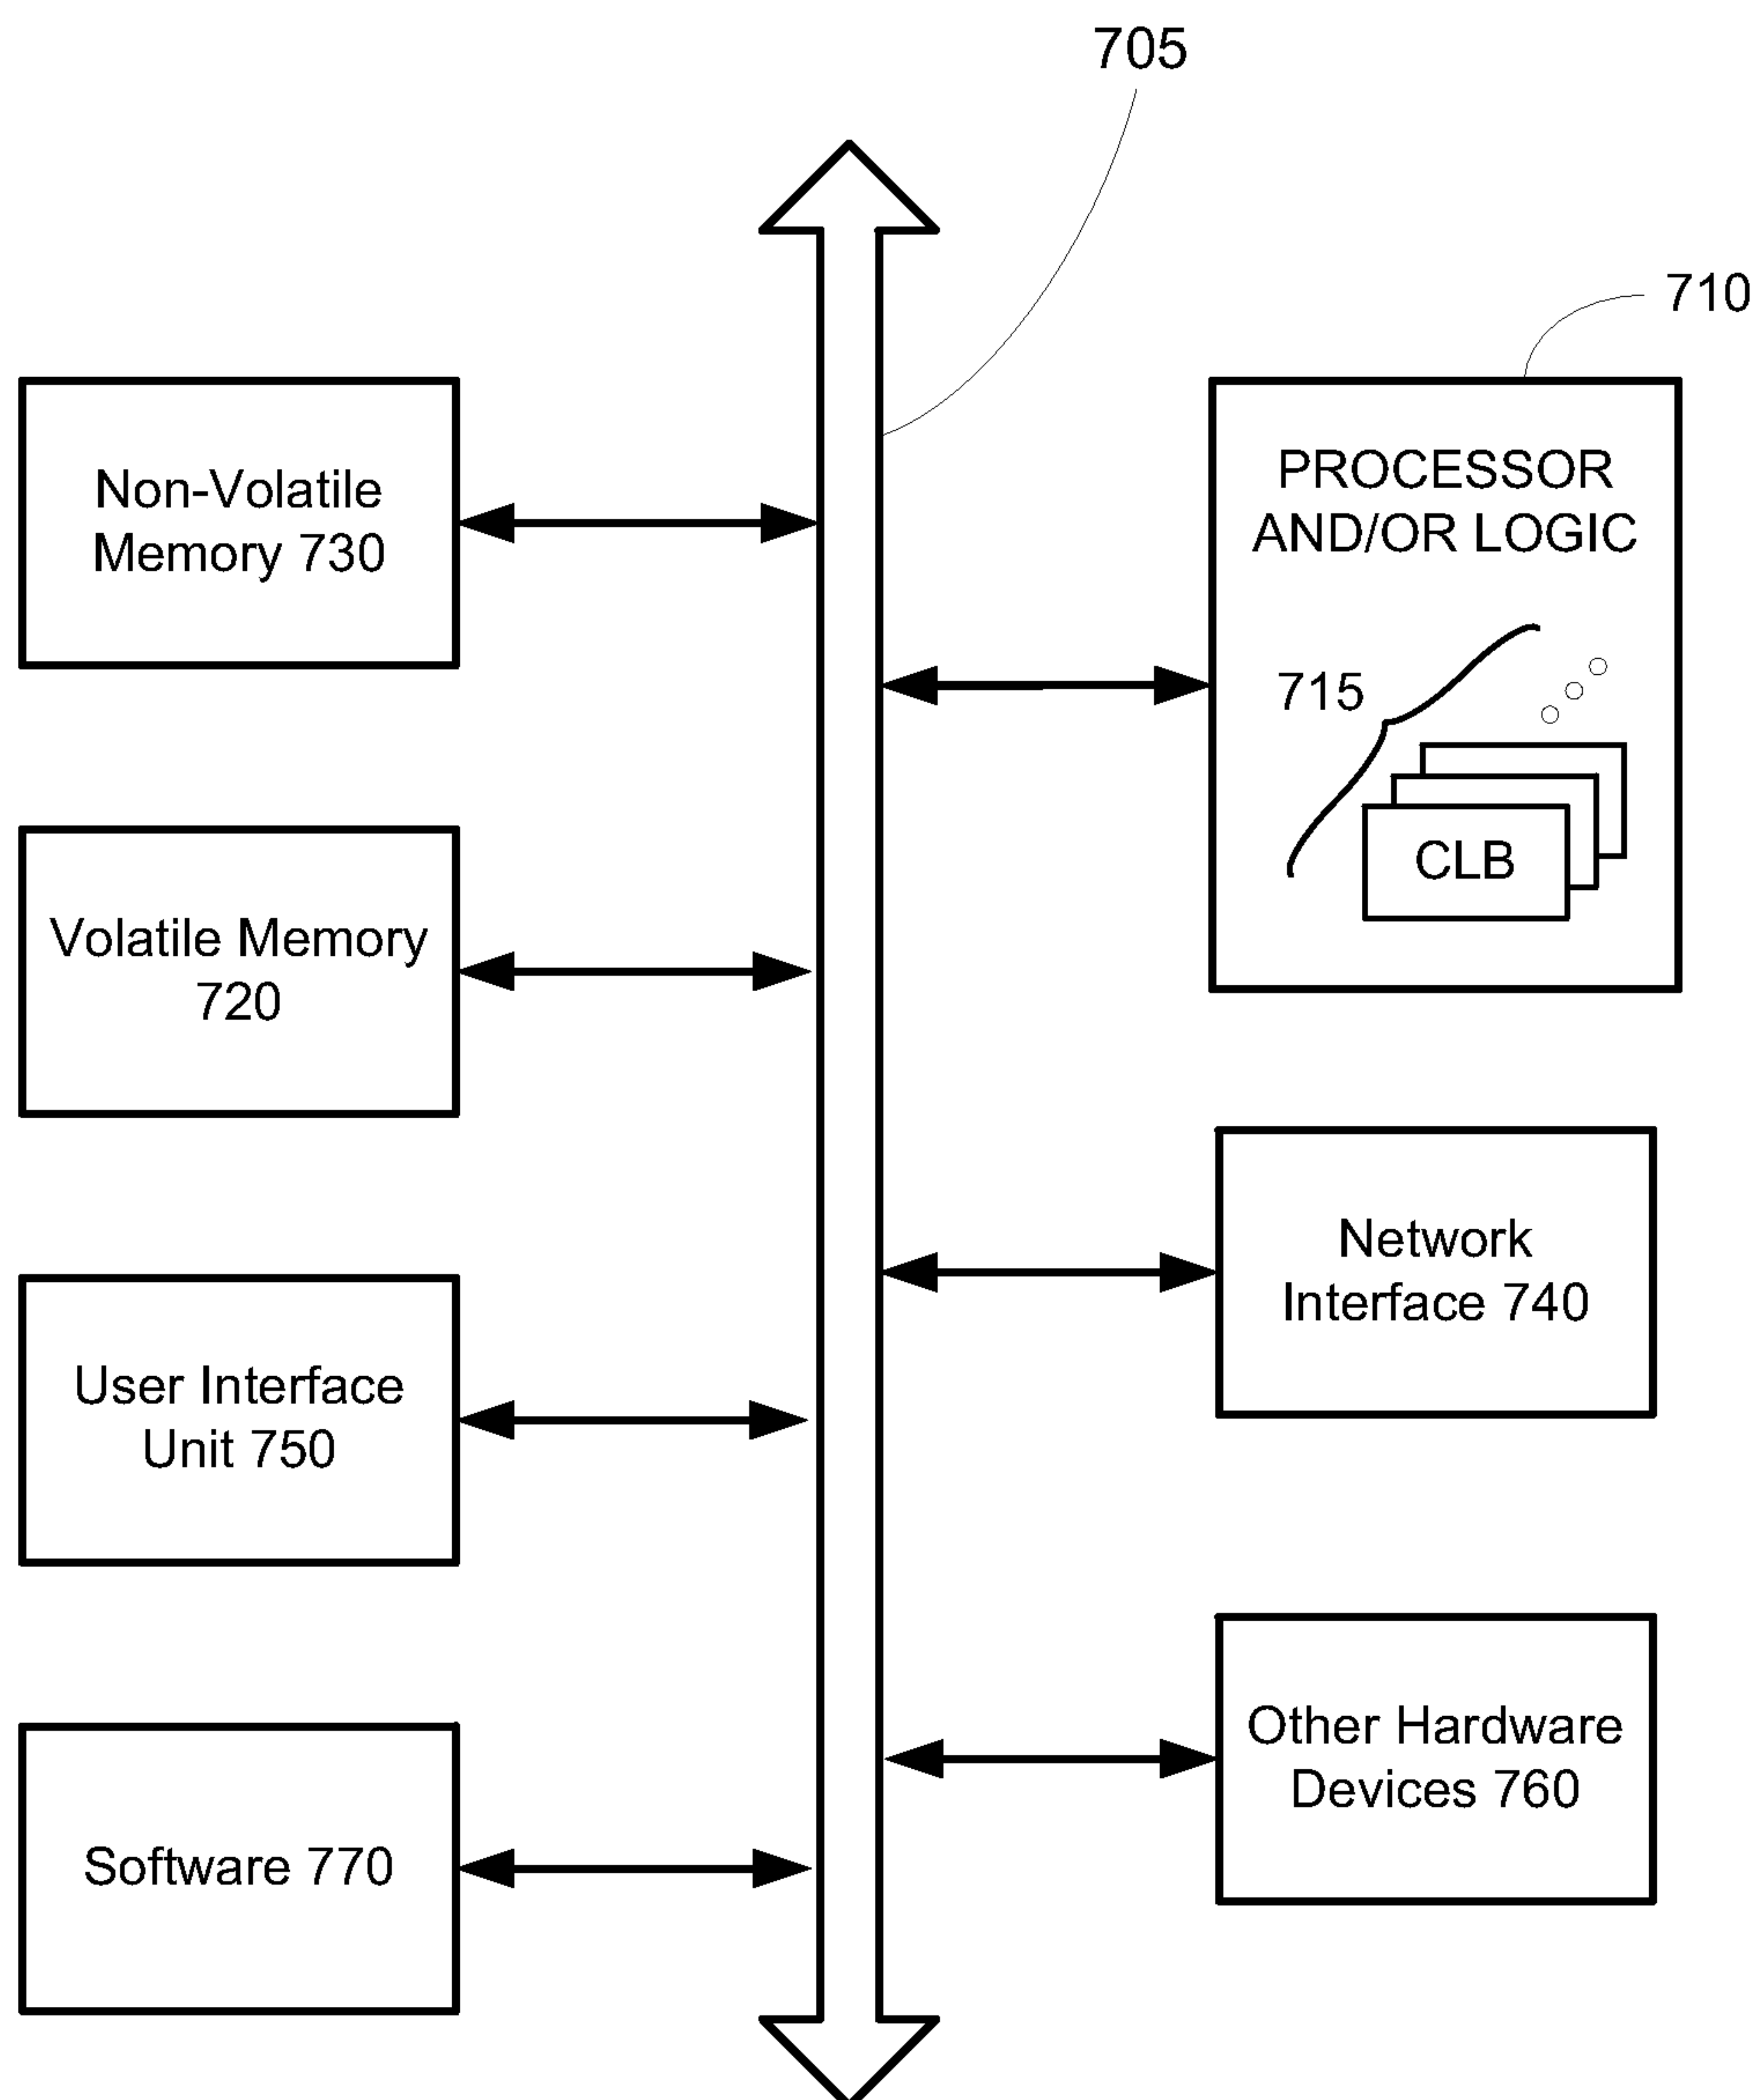 705
710
Non-Volatile
Memory 730
PROCESSOR
AND/OR LOGIC
715
CLB
Volatile Memory
720
Network
Interface 740
User Interface
Unit 750
Other Hardware
Devices 760
Software 770